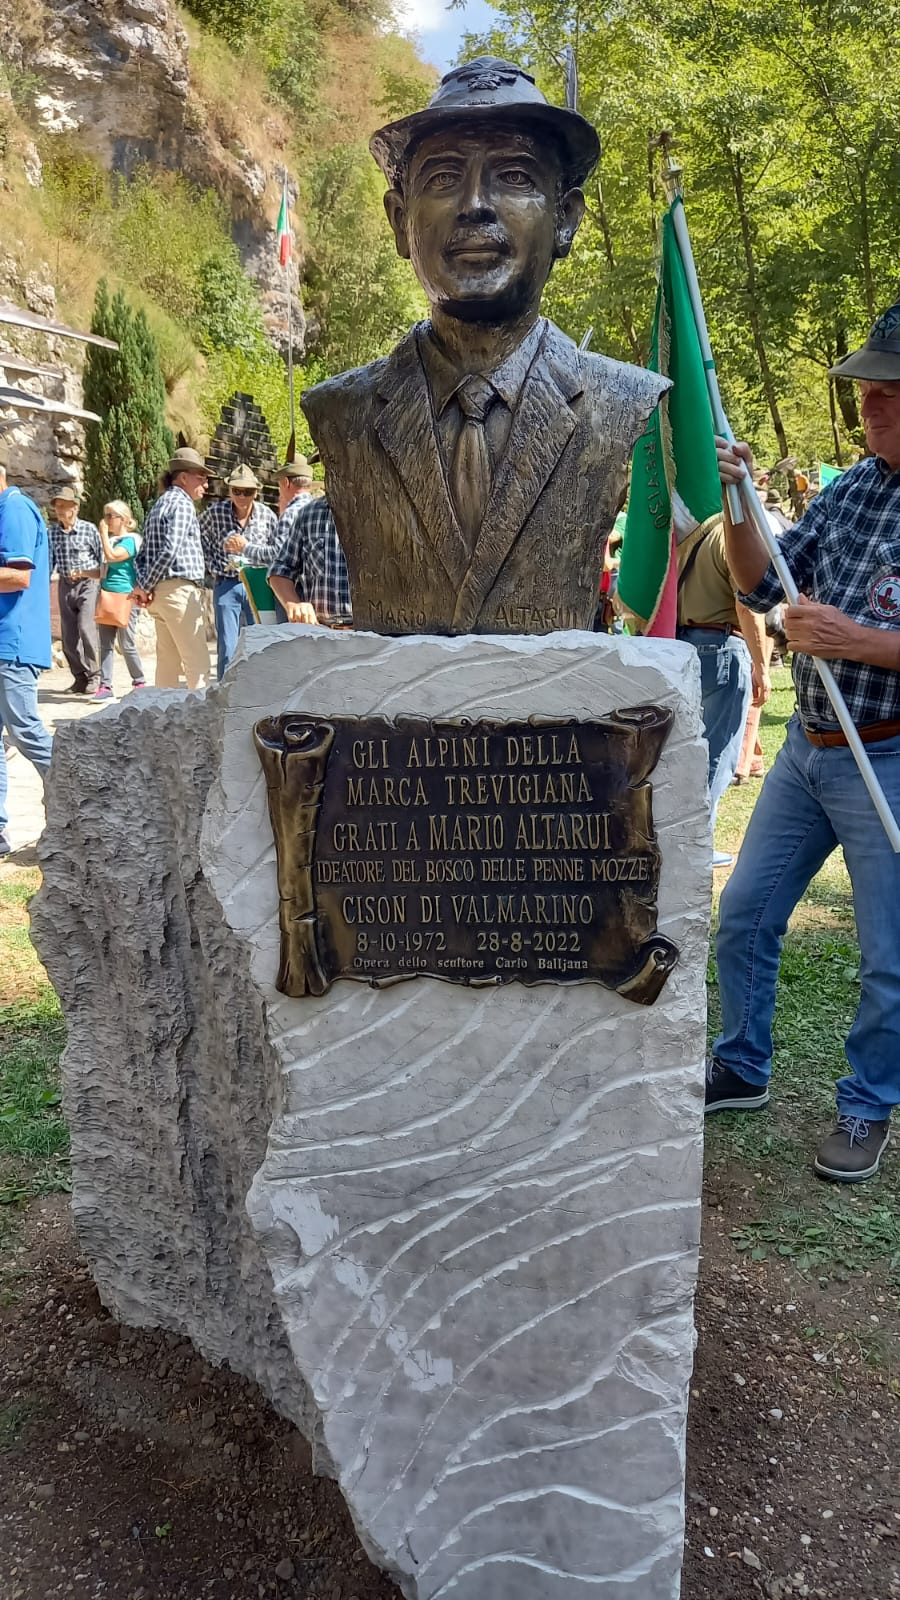 TREVISO
MARIO ALTARUI
GLI ALPINI DELLA
MARCA TREVIGIANA
GRATI A MARIO ALTARUI
IDEATORE DEL BOSCO DELLE PENNE MOZZE
CISON DI VALMARINO
8-10-1972 28-8-2022
Opera dello scultore Carlo Balljana